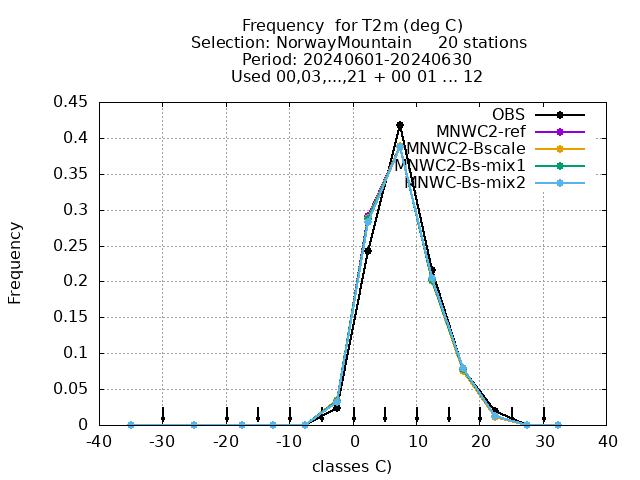 Frequency  for T2m (deg C)
Selection: NorwayMountain     20 stations
Period: 20240601-20240630
Used 00,03,...,21 + 00 01 ... 12
OBS
MNWC2-ref
MNWC2-Bscale
MNWC2-Bs-mix1
MNWC-Bs-mix2
0.45
0.4
0.35
0.3
0.25
0.2
0.15
0.1
0.05
0
Frequency
-40 -30 -20 -10 0 10 20 30 40
classes C)